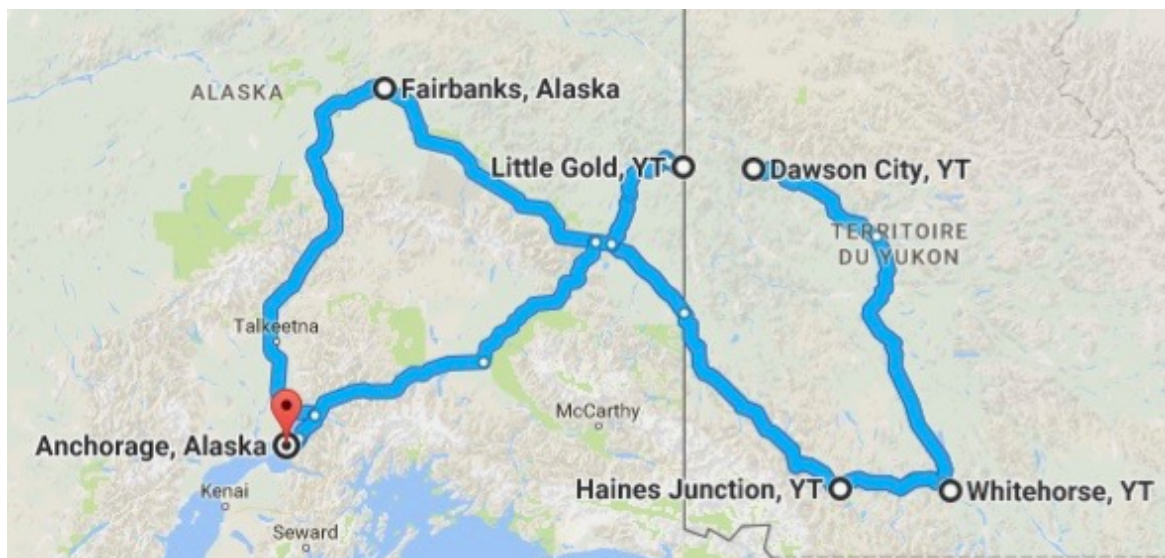 Fairbanks, Alaska
ALASKA
Little Gold, YT
Dawson City, YT
TERRITOIRE
DU YUKON
Talkeetna
McCarthy
Anchorage, Alaska
Kenai
Haines Junction, YT
Whitehorse, YT
Seward